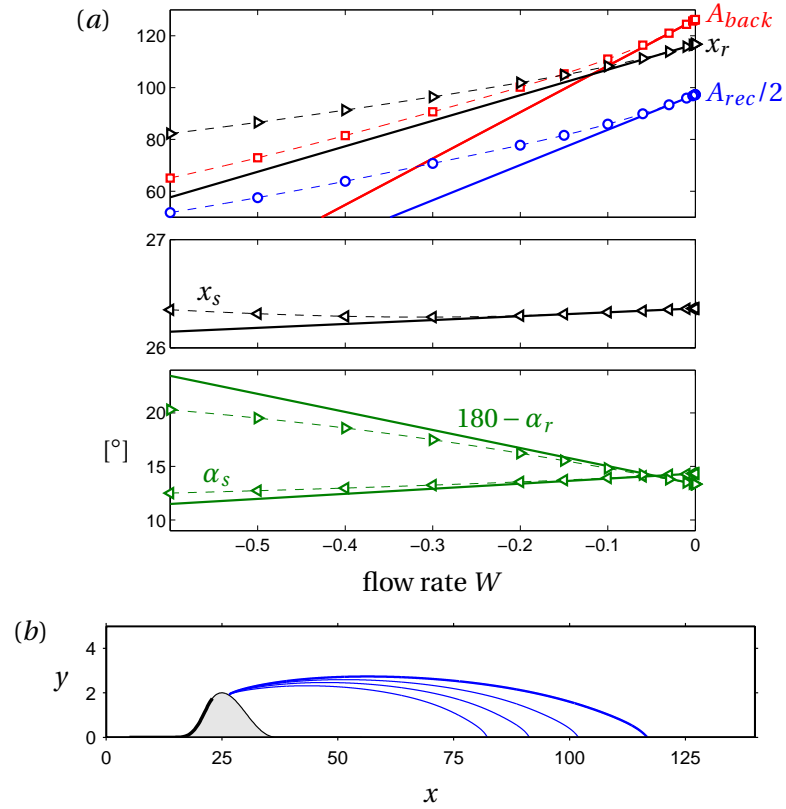 (a)
A_back
x_r
A_rec/2
120
100
80
60
27
x_s
26
20
180 − α_r
[°]
15
α_s
10
−0.5 −0.4 −0.3 −0.2 −0.1 0
flow rate W
(b)
4
y
2
0
0 25 50 75 100 125
x